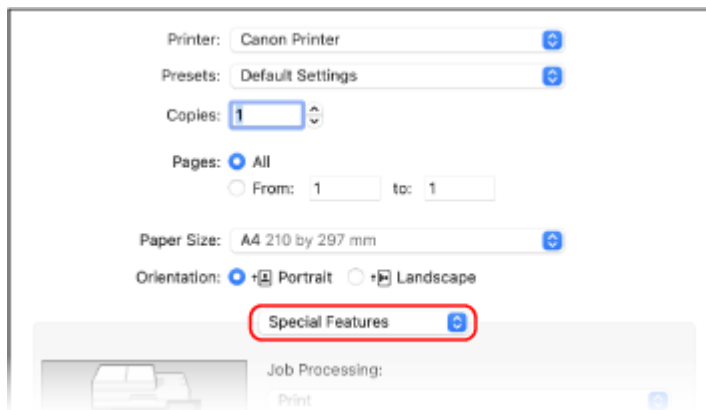 Printer: Canon Printer
Presets: Default Settings
Copies: 1
Pages: All
From: 1 to: 1
Paper Size: A4 210 by 297 mm
Orientation: Portrait Landscape
Special Features
Job Processing:
Print